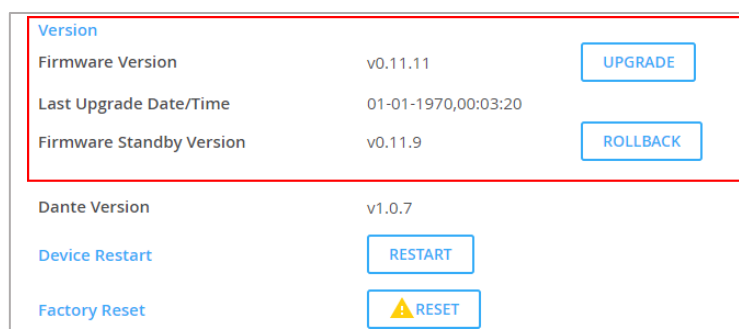 Version
Firmware Version v0.11.11 UPGRADE
Last Upgrade Date/Time 01-01-1970,00:03:20
Firmware Standby Version v0.11.9 ROLLBACK
Dante Version v1.0.7
Device Restart RESTART
Factory Reset RESET